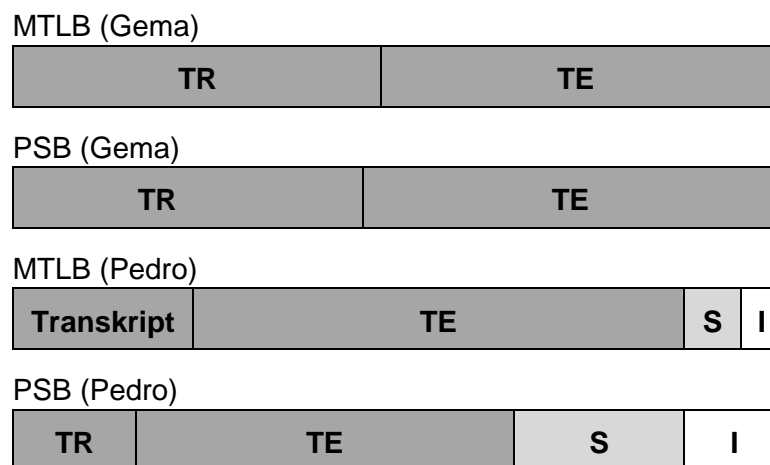 MTLB (Gema)
TR TE
PSB (Gema)
TR TE
MTLB (Pedro)
Transkript TE S I
PSB (Pedro)
TR TE S I